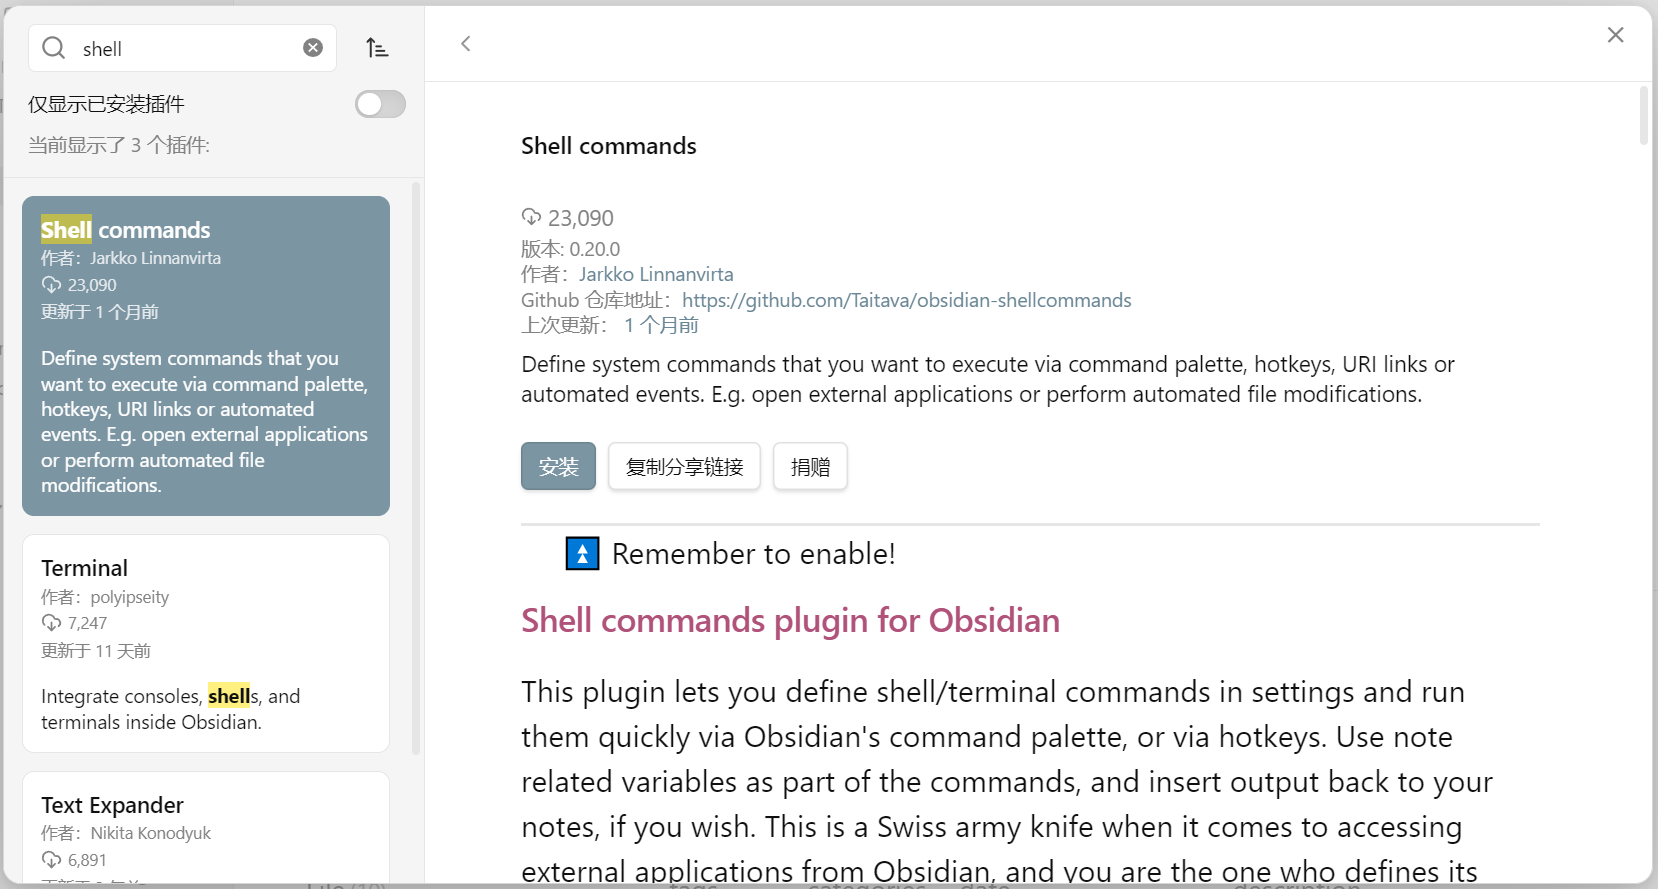 shell
仅显示已安装插件
当前显示了 3 个插件:
Shell commands
作者：Jarkko Linnanvirta
23,090
更新于 1 个月前
Define system commands that you
want to execute via command palette,
hotkeys, URI links or automated
events. E.g. open external applications
or perform automated file
modifications.
Terminal
作者：polyipseity
7,247
更新于 11 天前
Integrate consoles, shells, and
terminals inside Obsidian.
Text Expander
作者：Nikita Konodyuk
6,891
Shell commands
23,090
版本: 0.20.0
作者：Jarkko Linnanvirta
Github 仓库地址：https://github.com/Taitava/obsidian-shellcommands
上次更新： 1 个月前
Define system commands that you want to execute via command palette, hotkeys, URI links or
automated events. E.g. open external applications or perform automated file modifications.
安装 复制分享链接 捐赠
Remember to enable!
Shell commands plugin for Obsidian
This plugin lets you define shell/terminal commands in settings and run
them quickly via Obsidian's command palette, or via hotkeys. Use note
related variables as part of the commands, and insert output back to your
notes, if you wish. This is a Swiss army knife when it comes to accessing
external applications from Obsidian, and you are the one who defines its